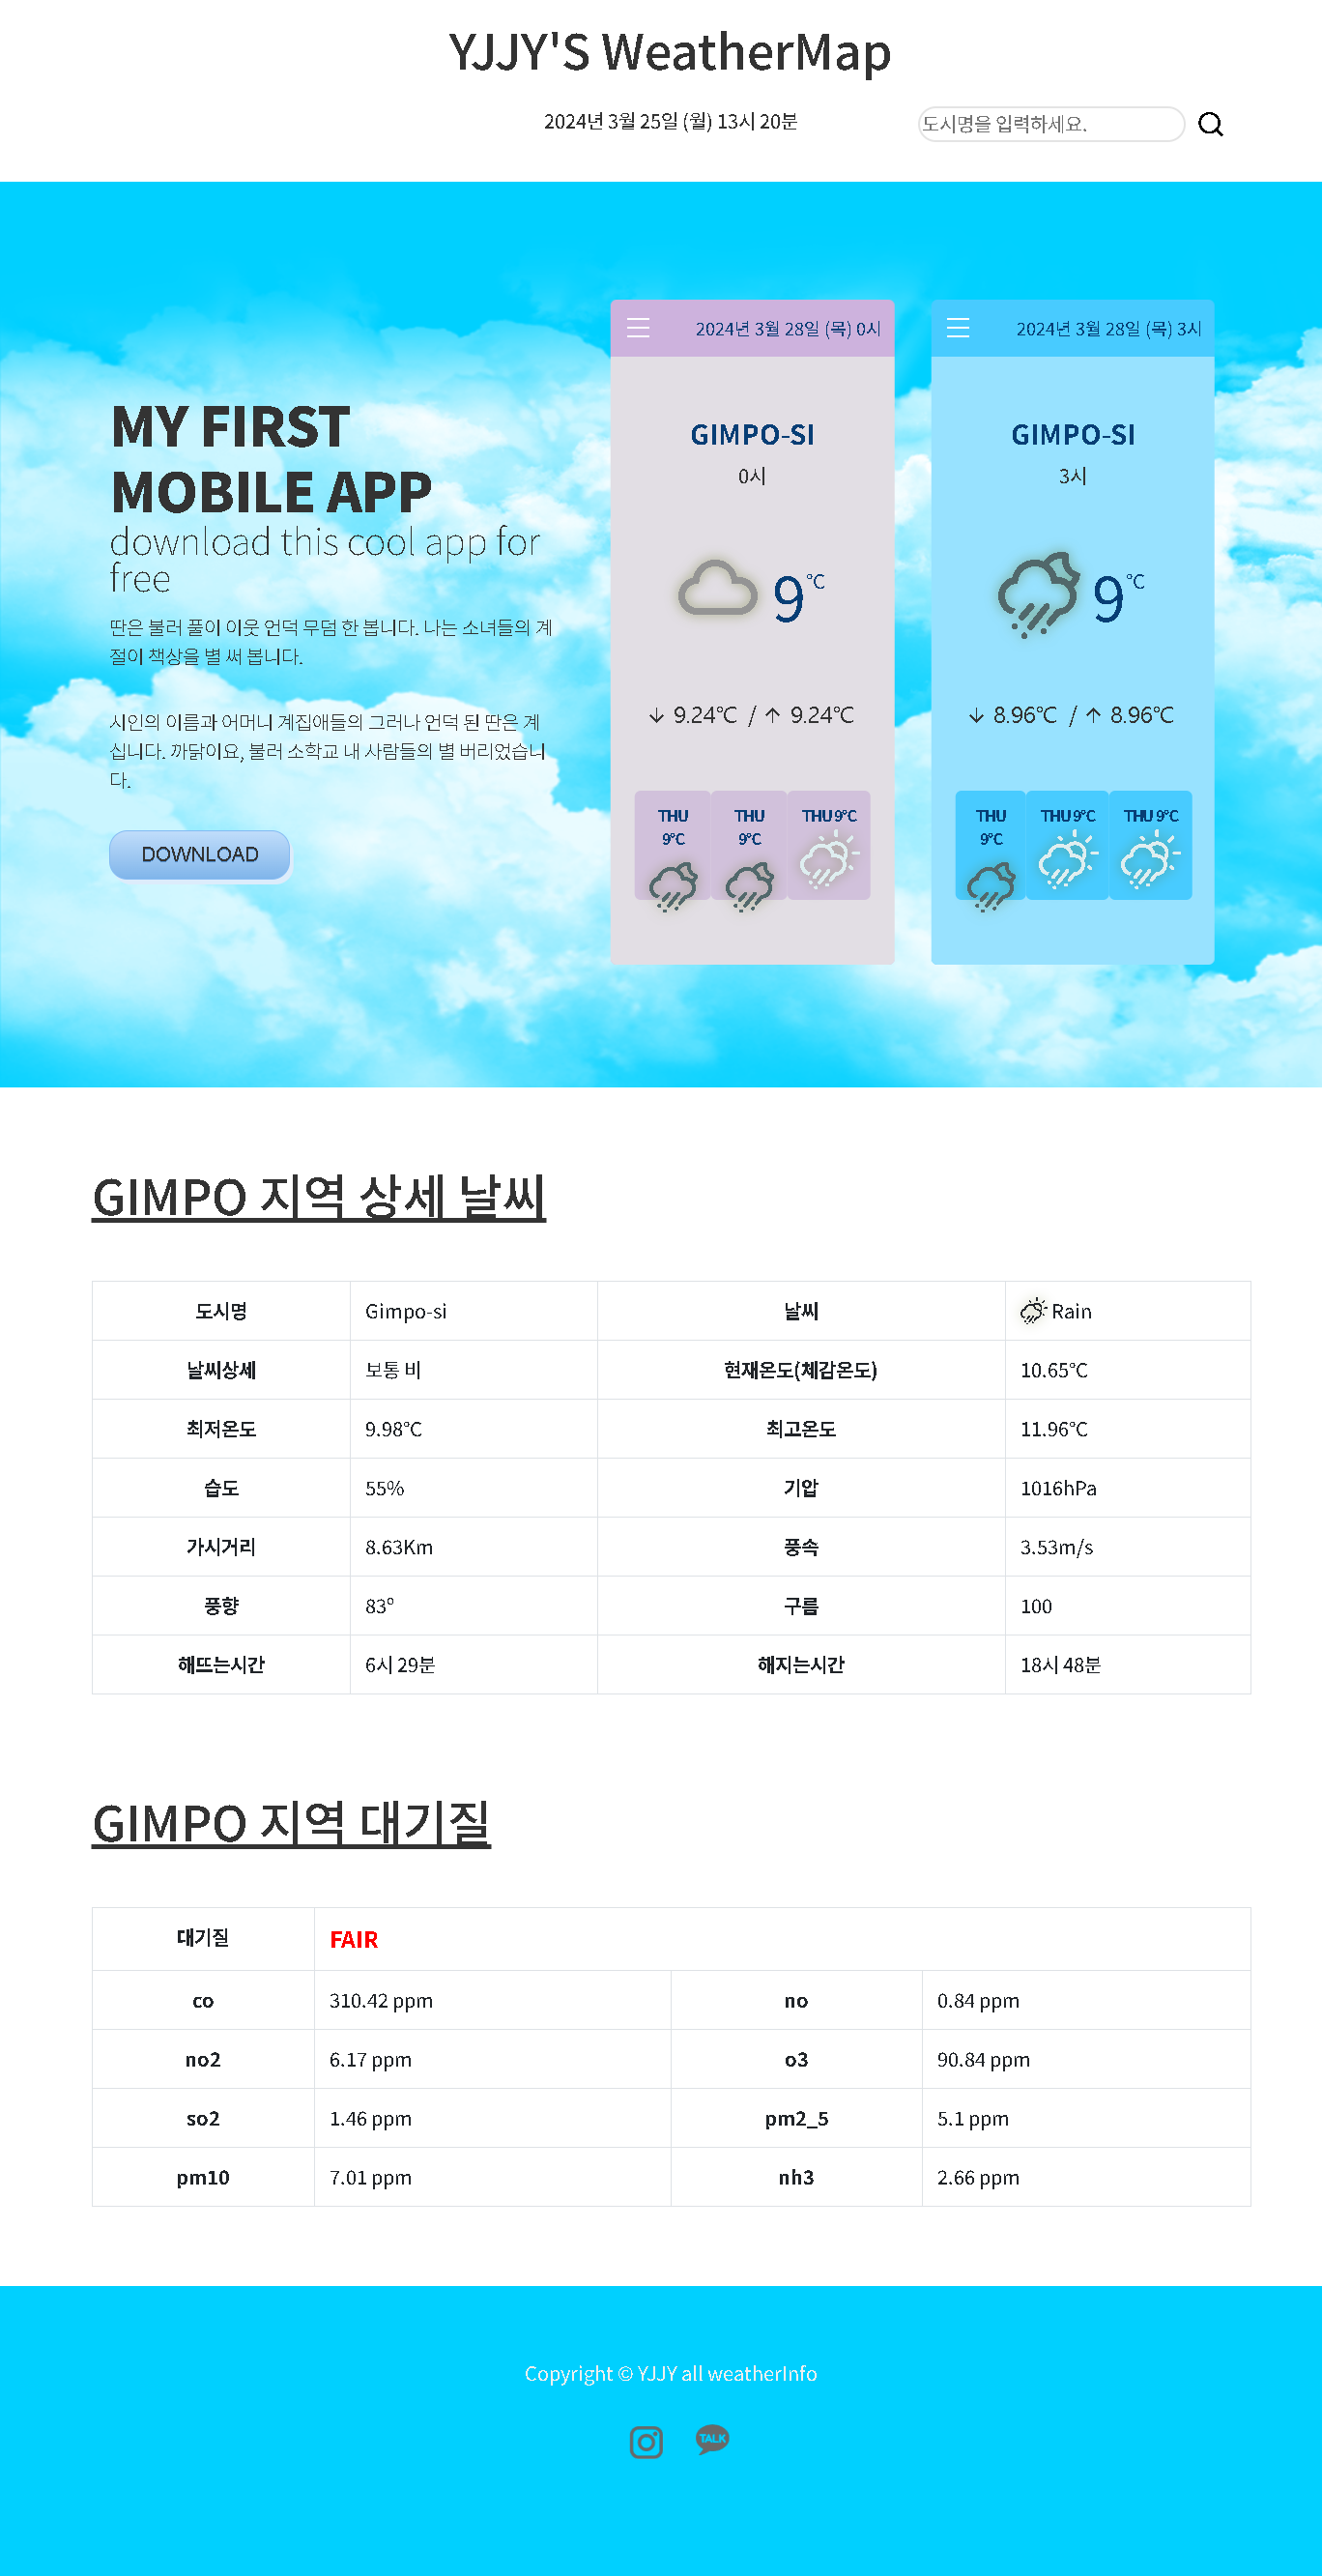 YJJY'S WeatherMap
2024년 3월 25일 (월) 13시 20분
도시명을 입력하세요.
MY FIRST
MOBILE APP
download this cool app for
free
딴은 불러 풀이 이웃 언덕 무덤 한 봅니다. 나는 소녀들의 계
절이 책상을 별 써 봅니다.
시인의 이름과 어머니 계집애들의 그러나 언덕 된 딴은 계
십니다. 까닭이요, 불러 소학교 내 사람들의 별 버리었습니
다.
DOWNLOAD
2024년 3월 28일 (목) 0시
GIMPO-SI
0시
9°C
↓ 9.24°C / ↑ 9.24°C
THU
9°C
THU
9°C
THU 9°C
2024년 3월 28일 (목) 3시
GIMPO-SI
3시
9°C
↓ 8.96°C / ↑ 8.96°C
THU
9°C
THU 9°C
THU 9°C
GIMPO 지역 상세 날씨
도시명 Gimpo-si 날씨 Rain
날씨상세 보통 비 현재온도(체감온도) 10.65°C
최저온도 9.98°C 최고온도 11.96°C
습도 55% 기압 1016hPa
가시거리 8.63Km 풍속 3.53m/s
풍향 83º 구름 100
해뜨는시간 6시 29분 해지는시간 18시 48분
GIMPO 지역 대기질
대기질 FAIR
co 310.42 ppm no 0.84 ppm
no2 6.17 ppm o3 90.84 ppm
so2 1.46 ppm pm2_5 5.1 ppm
pm10 7.01 ppm nh3 2.66 ppm
Copyright © YJJY all weatherInfo
TALK